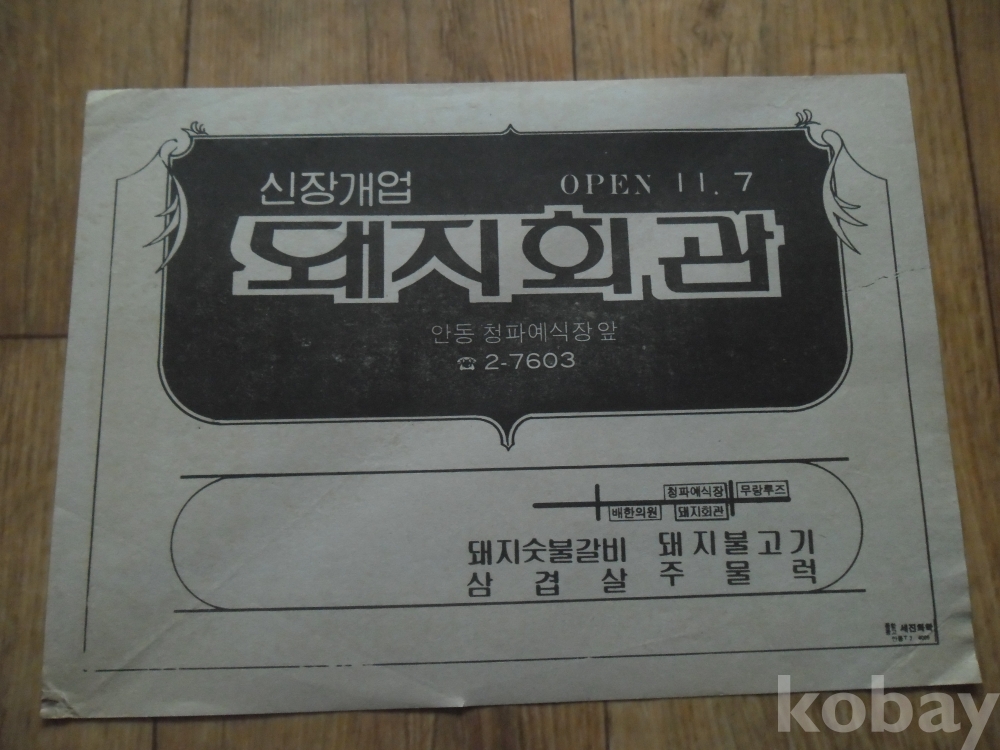 신장개업 OPEN 11. 7
돼지회관
안동 청파예식장 앞
☎ 2-7603
청파예식장 무랑루즈
배한의원 돼지회관
돼지숯불갈비 돼지불고기
삼겹살 주물럭
kobay